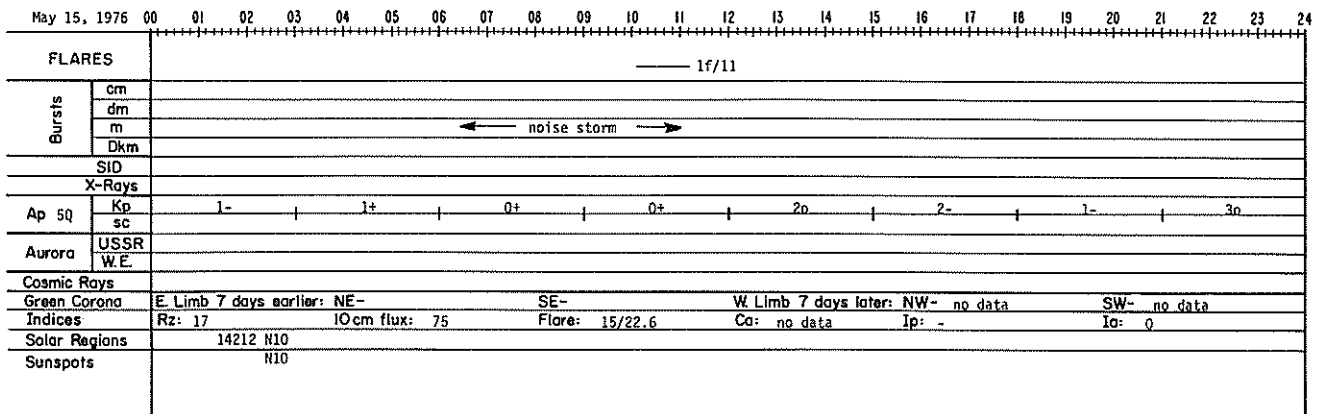 May 15, 1976 00 01 02 03 04 05 06 07 08 09 10 11 12 13 14 15 16 17 18 19 20 21 22 23 24
FLARES 1f/11
Bursts
cm
dm
m noise storm
Dkm
SID
X-Rays
Ap 5Q Kp 1- 1+ 0+ 0+ 2o 2- 1- 3o
sc
Aurora USSR
W.E.
Cosmic Rays
Green Corona E. Limb 7 days earlier: NE- SE- W. Limb 7 days later: NW- no data SW- no data
Indices Rz: 17 10cm flux: 75 Flare: 15/22.6 Ca: no data Ip: - Ia: 0
Solar Regions 14212 N10
Sunspots N10